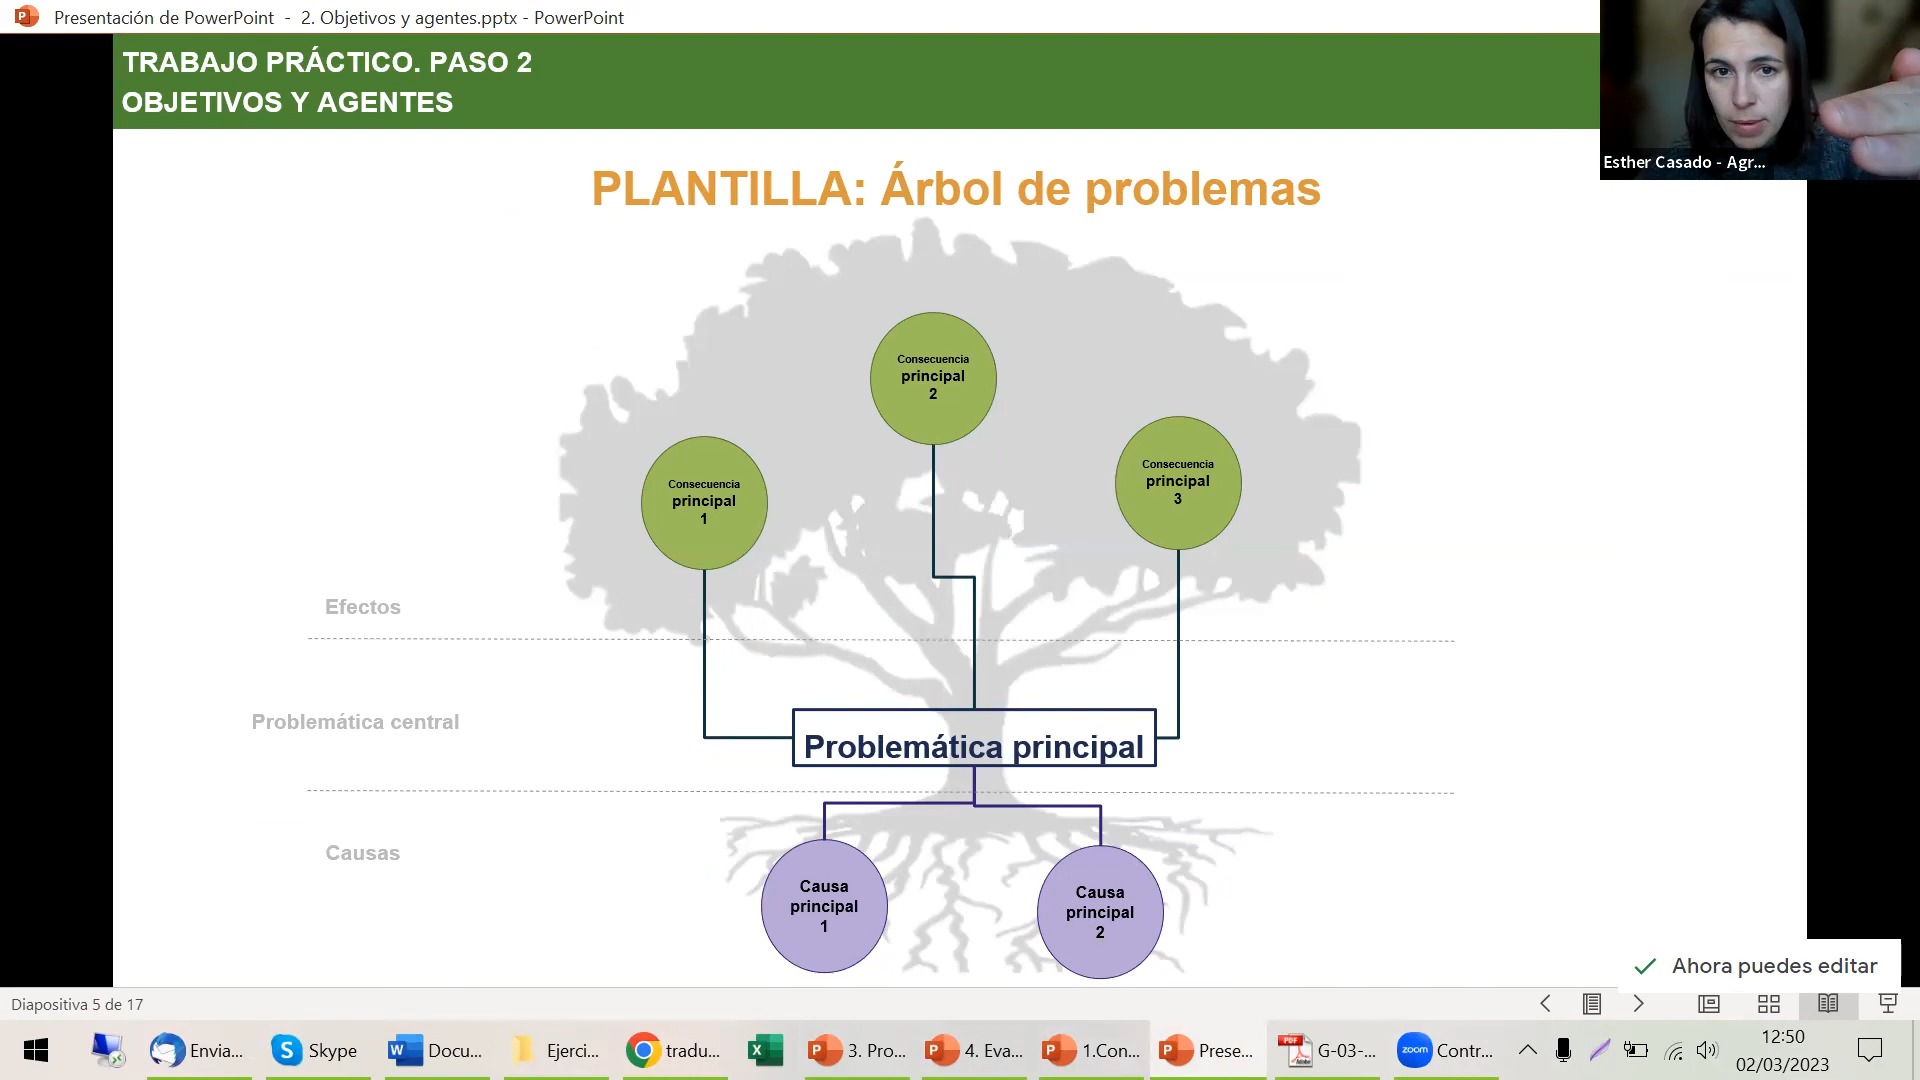 Presentación de PowerPoint - 2. Objetivos y agentes.pptx - PowerPoint
TRABAJO PRÁCTICO. PASO 2
OBJETIVOS Y AGENTES
Esther Casado - Agr...
PLANTILLA: Árbol de problemas
Consecuencia
principal
2
Consecuencia
principal
3
Consecuencia
principal
1
Efectos
Problemática central
Problemática principal
Causas
Causa
principal
1
Causa
principal
2
Ahora puedes editar
Diapositiva 5 de 17
Envia...
Skype
Docu...
Ejerci...
tradu...
3. Pro...
4. Eva...
1.Con...
Prese...
G-03-...
Contr...
12:50
02/03/2023
PDF
Adobe
zoom